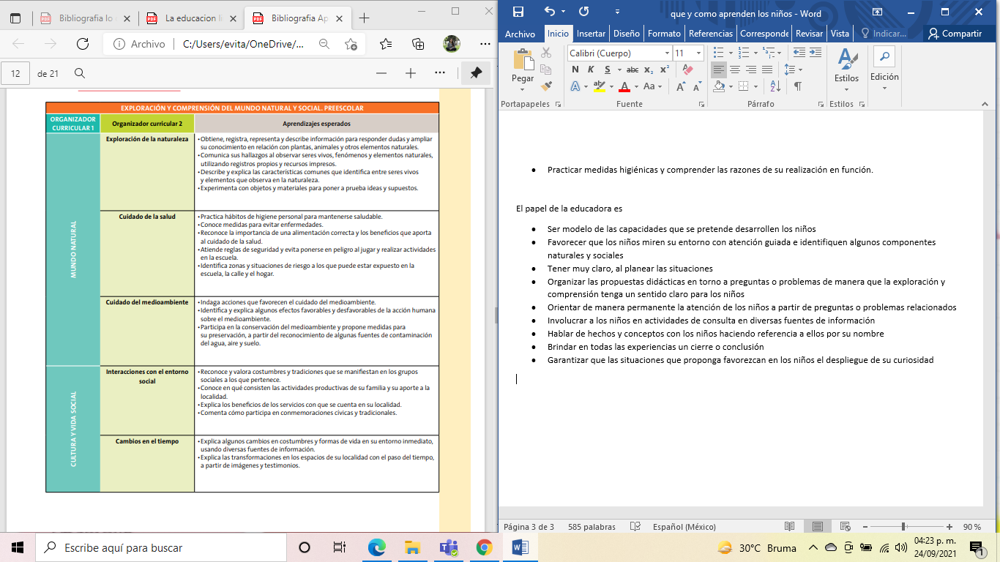 Bibliografia lo
La educacion li
Bibliografia Ap
Archivo
C:/Users/evita/OneDrive/...
12
de 21
EXPLORACIÓN Y COMPRENSIÓN DEL MUNDO NATURAL Y SOCIAL. PREESCOLAR
ORGANIZADOR
CURRICULAR 1
Organizador curricular 2
Aprendizajes esperados
MUNDO NATURAL
Exploración de la naturaleza
•Obtiene, registra, representa y describe información para responder dudas y ampliar
su conocimiento en relación con plantas, animales y otros elementos naturales.
•Comunica sus hallazgos al observar seres vivos, fenómenos y elementos naturales,
utilizando registros propios y recursos impresos.
•Describe y explica las características comunes que identifica entre seres vivos
y elementos que observa en la naturaleza.
•Experimenta con objetos y materiales para poner a prueba ideas y supuestos.
Cuidado de la salud
•Practica hábitos de higiene personal para mantenerse saludable.
•Conoce medidas para evitar enfermedades.
•Reconoce la importancia de una alimentación correcta y los beneficios que aporta
al cuidado de la salud.
•Atiende reglas de seguridad y evita ponerse en peligro al jugar y realizar actividades
en la escuela.
•Identifica zonas y situaciones de riesgo a los que puede estar expuesto en la
escuela, la calle y el hogar.
Cuidado del medioambiente
•Indaga acciones que favorecen el cuidado del medioambiente.
•Identifica y explica algunos efectos favorables y desfavorables de la acción humana
sobre el medioambiente.
•Participa en la conservación del medioambiente y propone medidas para
su preservación, a partir del reconocimiento de algunas fuentes de contaminación
del agua, aire y suelo.
CULTURA Y VIDA SOCIAL
Interacciones con el entorno
social
•Reconoce y valora costumbres y tradiciones que se manifiestan en los grupos
sociales a los que pertenece.
•Conoce en qué consisten las actividades productivas de su familia y su aporte a la
localidad.
•Explica los beneficios de los servicios con que se cuenta en su localidad.
•Comenta cómo participa en conmemoraciones cívicas y tradicionales.
Cambios en el tiempo
•Explica algunos cambios en costumbres y formas de vida en su entorno inmediato,
usando diversas fuentes de información.
•Explica las transformaciones en los espacios de su localidad con el paso del tiempo,
a partir de imágenes y testimonios.
que y como aprenden los niños - Word
Archivo Inicio Insertar Diseño Formato Referencias Corresponde Revisar Vista Indicar... Compartir
Calibri (Cuerpo) 11
N K S abc x₂ x²
Aa
Pegar
Estilos
Edición
Portapapeles Fuente Párrafo Estilos
• Practicar medidas higiénicas y comprender las razones de su realización en función.
El papel de la educadora es
• Ser modelo de las capacidades que se pretende desarrollen los niños
• Favorecer que los niños miren su entorno con atención guiada e identifiquen algunos componentes
naturales y sociales
• Tener muy claro, al planear las situaciones
• Organizar las propuestas didácticas en torno a preguntas o problemas de manera que la exploración y
comprensión tenga un sentido claro para los niños
• Orientar de manera permanente la atención de los niños a partir de preguntas o problemas relacionados
• Involucrar a los niños en actividades de consulta en diversas fuentes de información
• Hablar de hechos y conceptos con los niños haciendo referencia a ellos por su nombre
• Brindar en todas las experiencias un cierre o conclusión
• Garantizar que las situaciones que proponga favorezcan en los niños el despliegue de su curiosidad
Página 3 de 3 585 palabras Español (México) 90 %
Escribe aquí para buscar
30°C Bruma
04:23 p. m.
24/09/2021
1